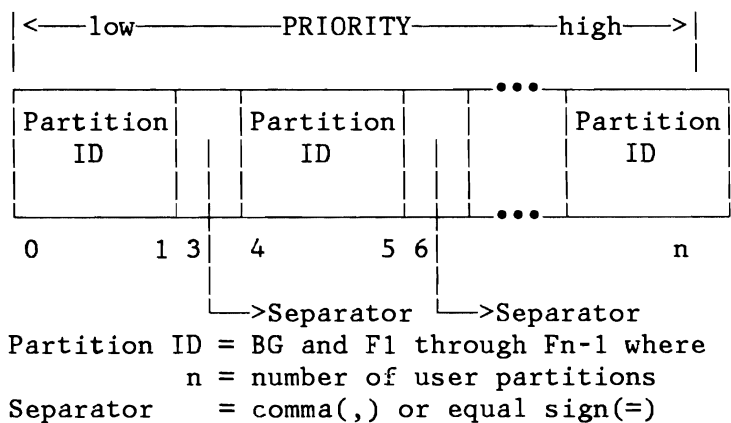 |<——low————PRIORITY————high——>|
•••
Partition Partition Partition
ID ID ID
•••
0 1 3 4 5 6 n
>Separator >Separator
Partition ID = BG and F1 through Fn-1 where
n = number of user partitions
Separator = comma(,) or equal sign(=)